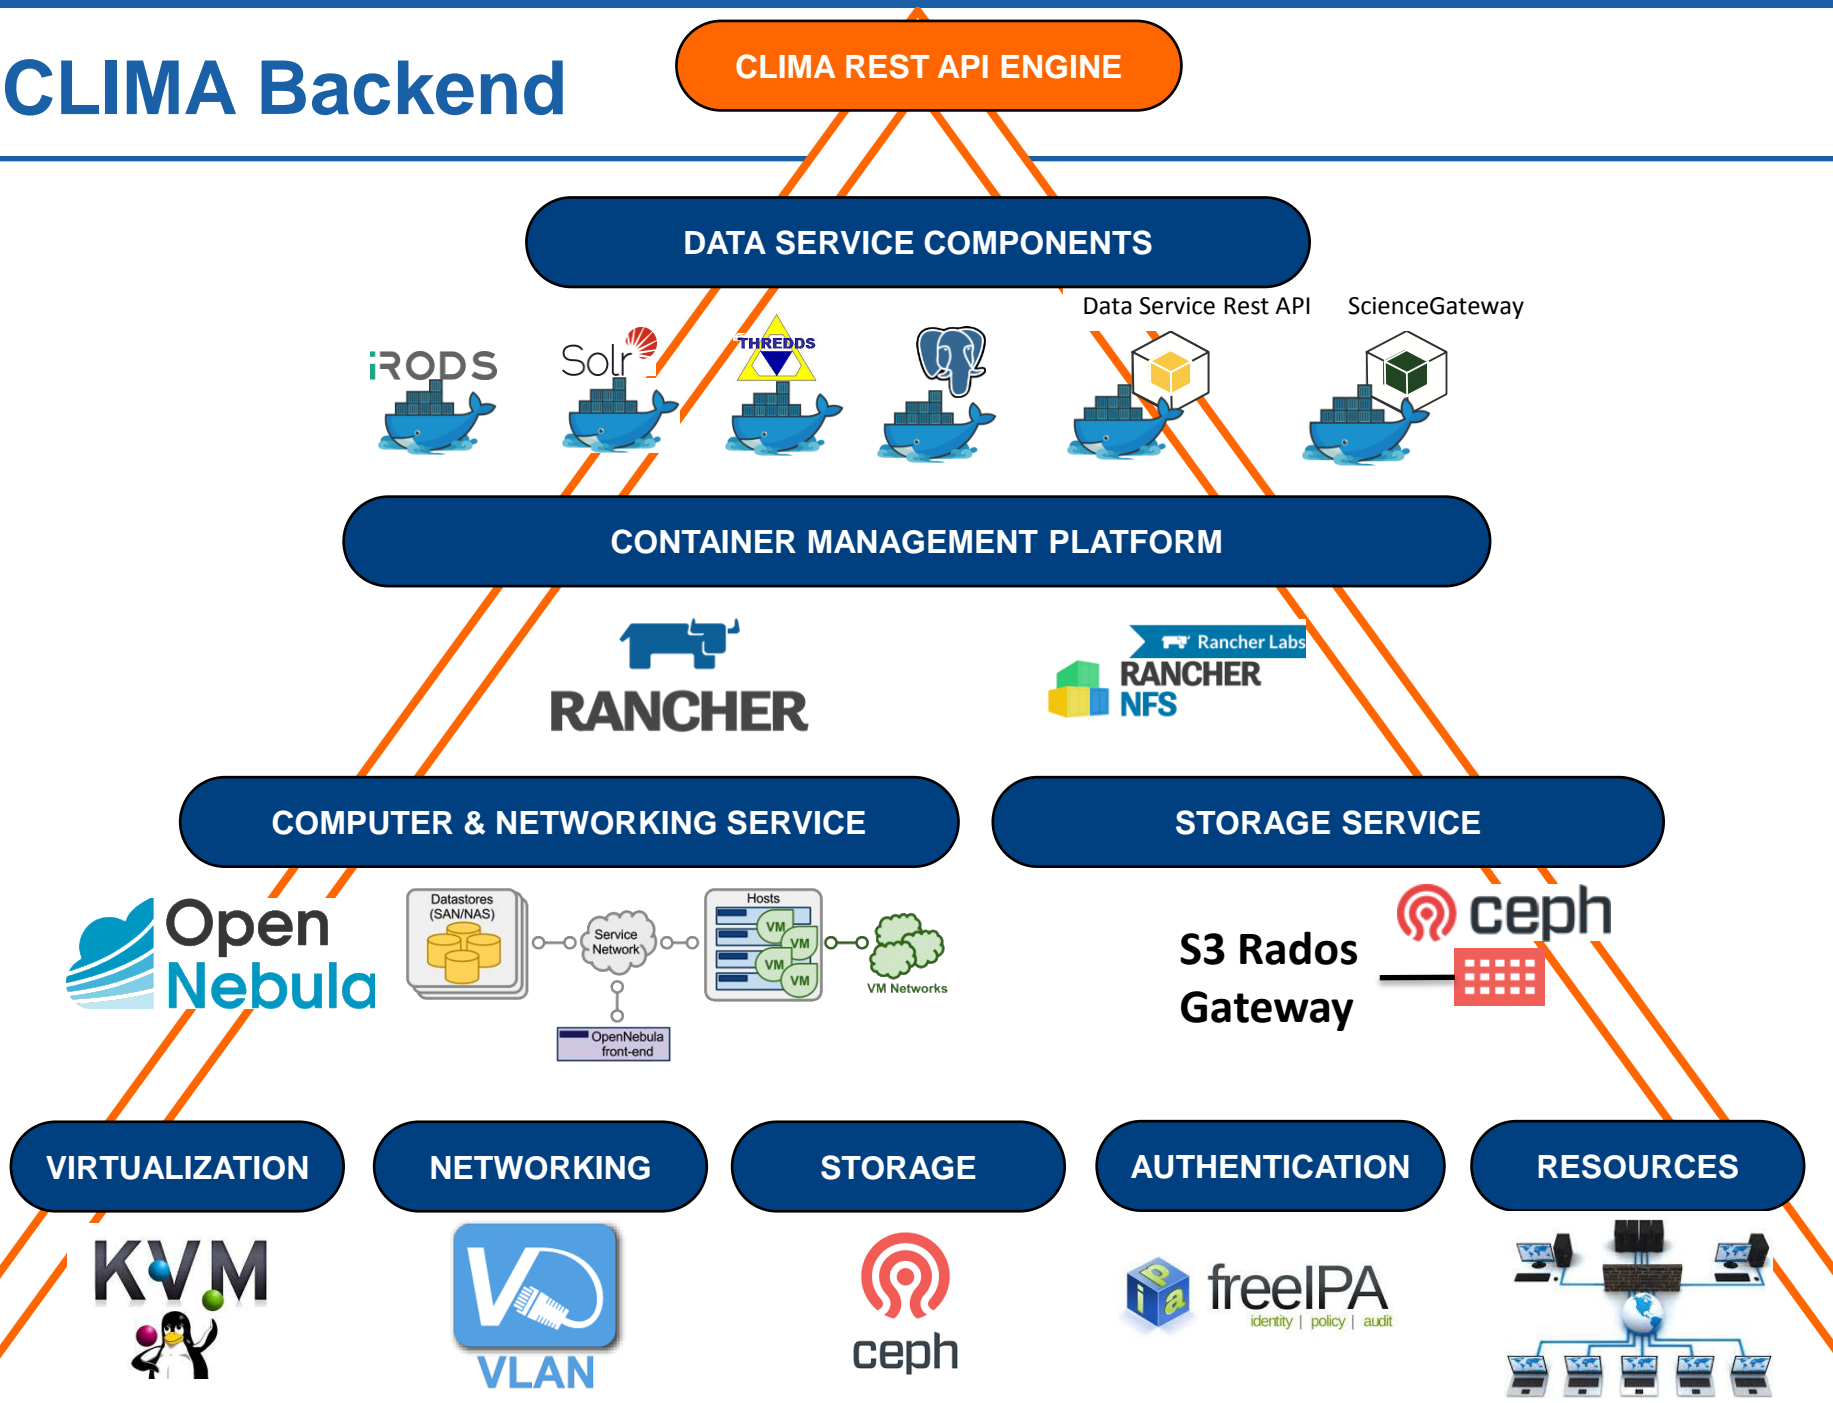 CLIMA REST API ENGINE
CLIMA Backend
DATA SERVICE COMPONENTS
Data Service Rest API
ScienceGateway
iRODS
Solr
THREDDS
CONTAINER MANAGEMENT PLATFORM
RANCHER
Rancher Labs
RANCHER
NFS
COMPUTER & NETWORKING SERVICE
STORAGE SERVICE
Open
Nebula
Datastores
(SAN/NAS)
Service
Network
OpenNebula
front-end
Hosts
VM
VM
VM
VM
VM Networks
S3 Rados
Gateway
ceph
VIRTUALIZATION
NETWORKING
STORAGE
AUTHENTICATION
RESOURCES
KVM
V
VLAN
ceph
ipa
freeIPA
identity | policy | audit